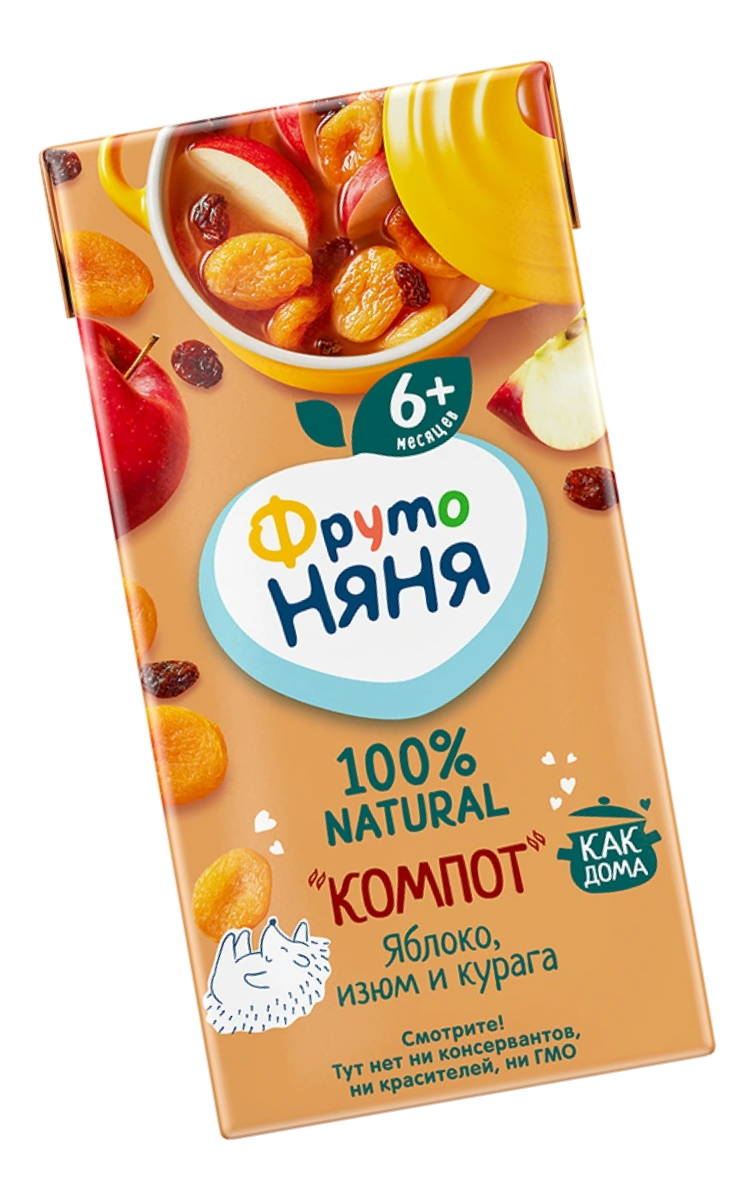 6+
месяцев
Фруто
НЯНЯ
100%
NATURAL
"КОМПОТ"
КАК
ДОМА
Яблоко,
изюм и курага
Смотрите!
Тут нет ни консервантов,
ни красителей, ни ГМО